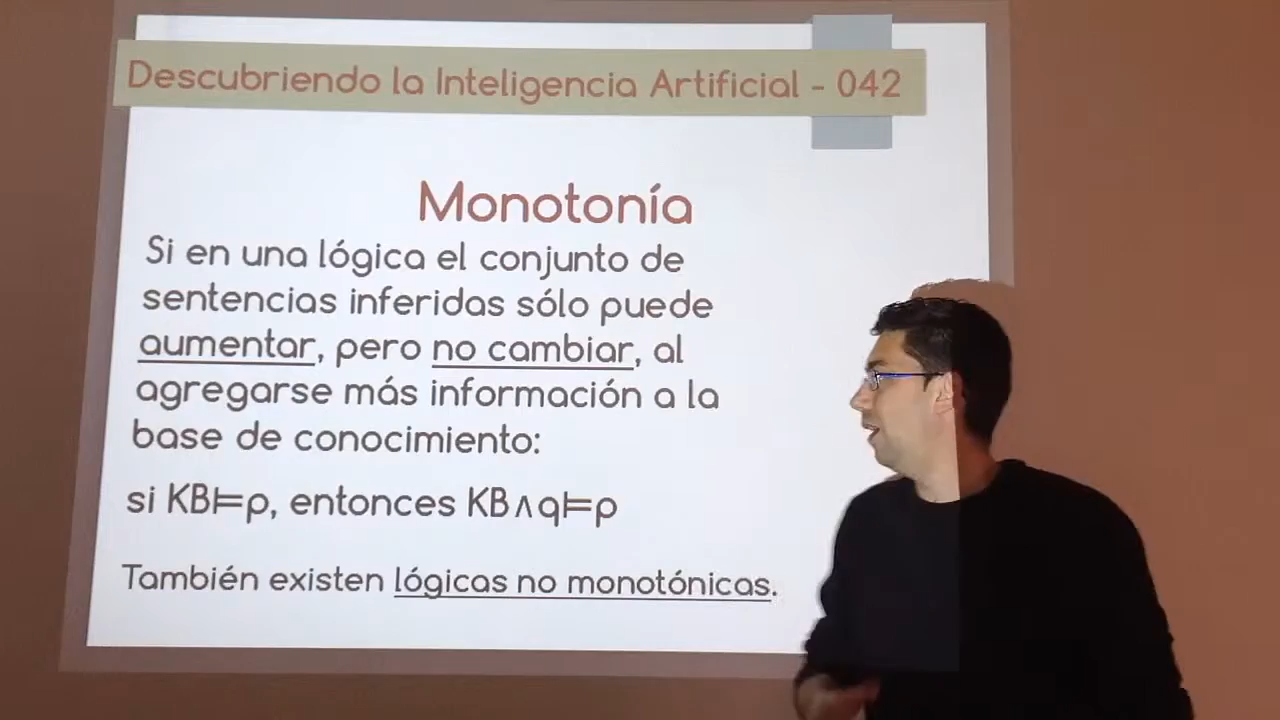 Descubriendo la Inteligencia Artificial - 042
Monotonía
Si en una lógica el conjunto de
sentencias inferidas sólo puede
aumentar, pero no cambiar, al
agregarse más información a la
base de conocimiento:
si KB⊨p, entonces KB∧q⊨p
También existen lógicas no monotónicas.